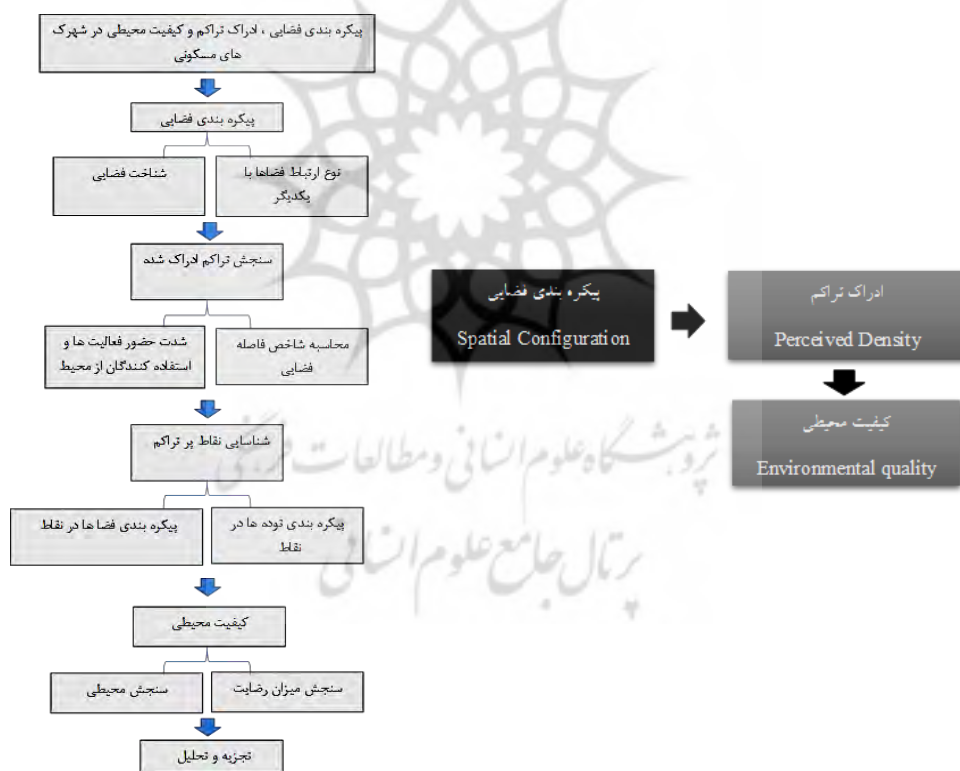 پیکره بندی فضایی ، ادراک تراکم و کیفیت محیطی در شهرک
های مسکونی
پیکره بندی فضایی
نوع ارتباط فضاها با
یکدیگر
شناخت فضایی
سنجش تراکم ادراک شده
محاسبه شاخص فاصله
فضایی
شدت حضور فعالیت ها و
استفاده کنندگان از محیط
شناسایی نقاط پر تراکم
پیکره بندی توده ها در
نقاط
پیکره بندی فضا ها در نقاط
کیفیت محیطی
سنجش میزان رضایت
سنجش محیطی
تجزیه و تحلیل
پیکره بندی فضایی
Spatial Configuration
ادراک تراکم
Perceived Density
کیفیت محیطی
Environmental quality
پژوهشگاه علوم انسانی و مطالعات فرهنگی
پرتال جامع علوم انسانی